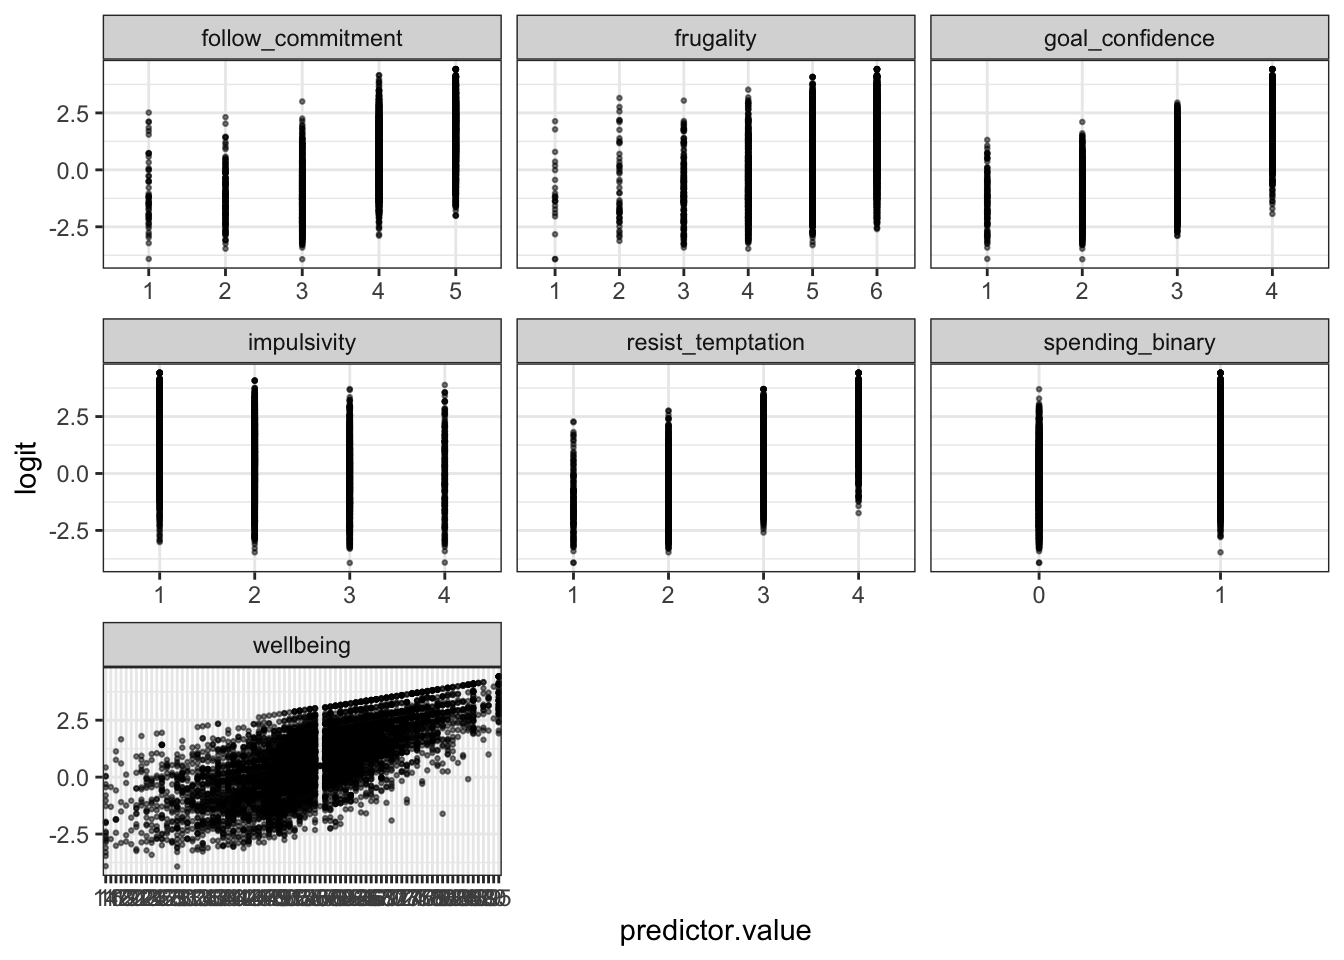 follow_commitment frugality goal_confidence
2.5
0.0
-2.5
1 2 3 4 5 1 2 3 4 5 6 1 2 3 4
impulsivity resist_temptation spending_binary
2.5
0.0
-2.5
1 2 3 4 1 2 3 4 0 1
wellbeing
2.5
0.0
-2.5
logit
predictor.value